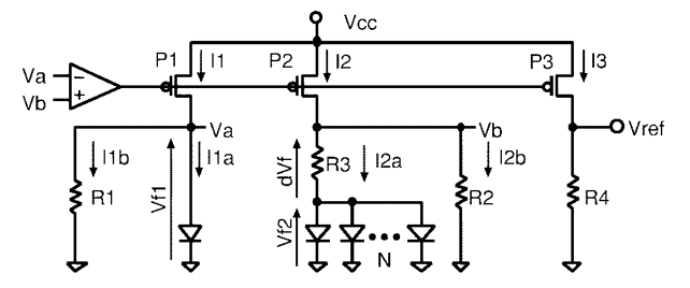 Vcc
P1
I1
P2
I2
P3
I3
Va
−
Vb
+
Va
Vb
Vref
I1b
I1a
R1
Vf1
dVf
R3
I2a
I2b
R2
R4
Vf2
N